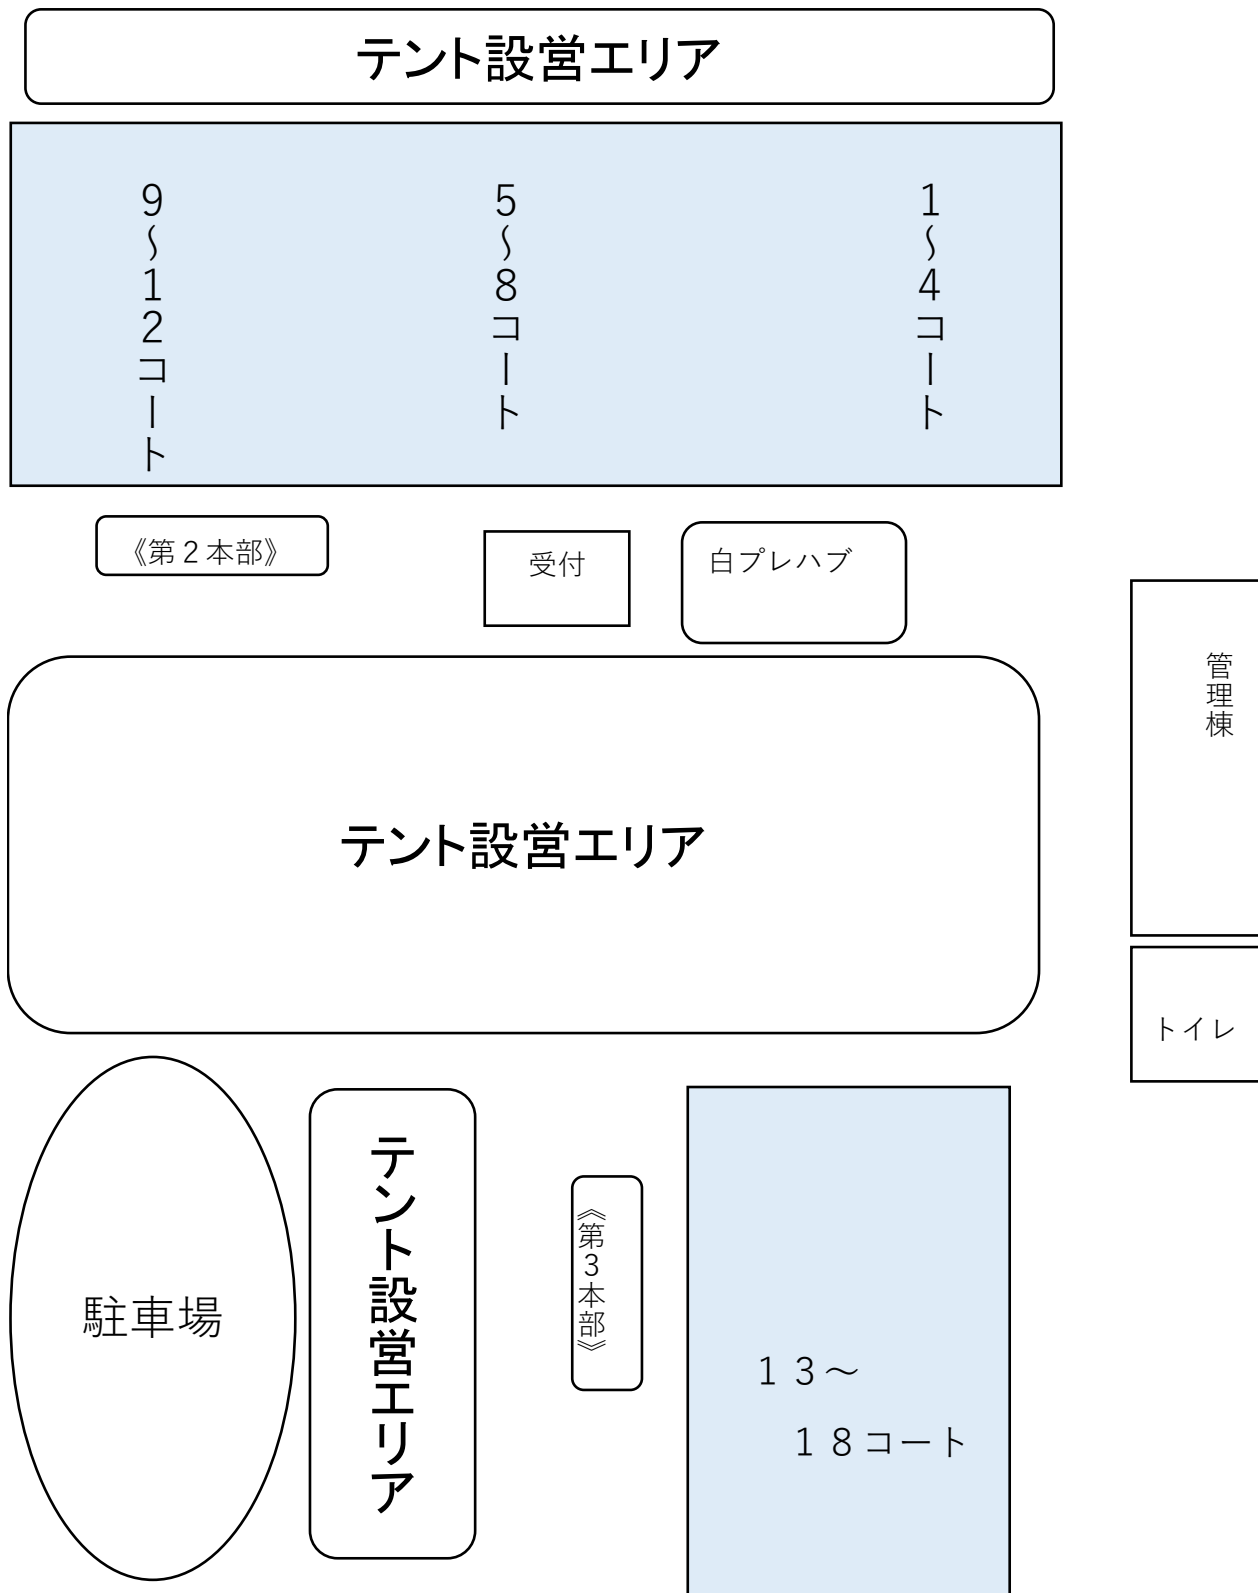 テント設営エリア
9～12コート
5～8コート
1～4コート
《第２本部》
受付
白プレハブ
管理棟
テント設営エリア
トイレ
駐車場
テント設営エリア
《第3本部》
１３～
１８コート